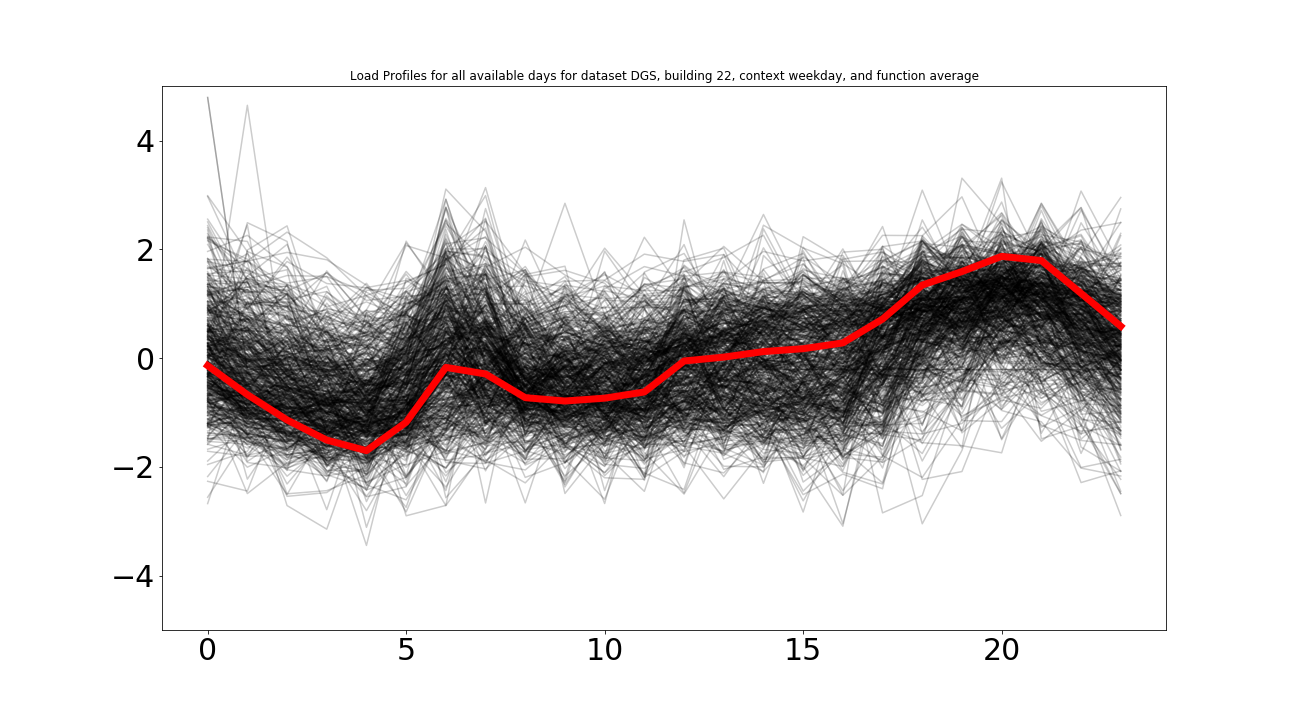 Load Profiles for all available days for dataset DGS, building 22, context weekday, and function average
4
2
0
−2
−4
0 5 10 15 20